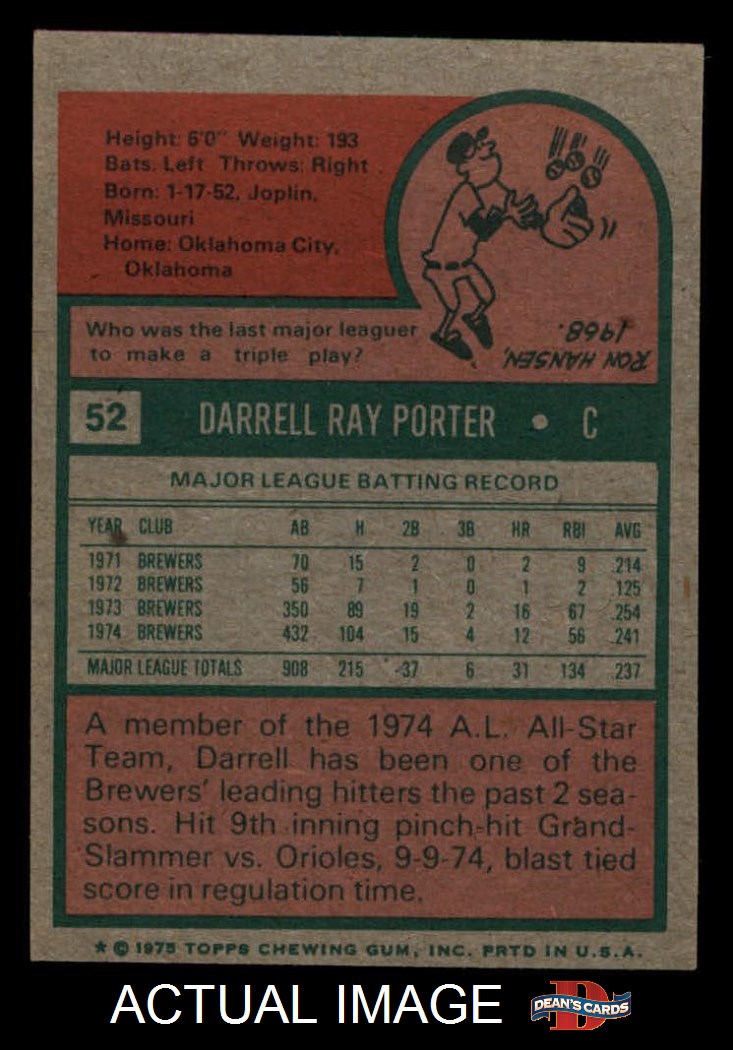 Height: 6'0" Weight: 193
Bats: Left Throws: Right
Born: 1-17-52, Joplin,
Missouri
Home: Oklahoma City,
Oklahoma
Who was the last major leaguer
to make a triple play?
RON HANSEN,
1968.
52 DARRELL RAY PORTER • C
MAJOR LEAGUE BATTING RECORD
YEAR CLUB AB H 2B 3B HR RBI AVG
1971 BREWERS 70 15 2 0 2 9 .214
1972 BREWERS 56 7 1 0 1 2 .125
1973 BREWERS 350 89 19 2 16 67 .254
1974 BREWERS 432 104 15 4 12 56 .241
MAJOR LEAGUE TOTALS 908 215 37 6 31 134 .237
A member of the 1974 A.L. All-Star
Team, Darrell has been one of the
Brewers' leading hitters the past 2 sea-
sons. Hit 9th inning pinch-hit Grand-
Slammer vs. Orioles, 9-9-74, blast tied
score in regulation time.
* © 1975 TOPPS CHEWING GUM, INC. PRTD IN U.S.A.
ACTUAL IMAGE
D
DEAN'S CARDS